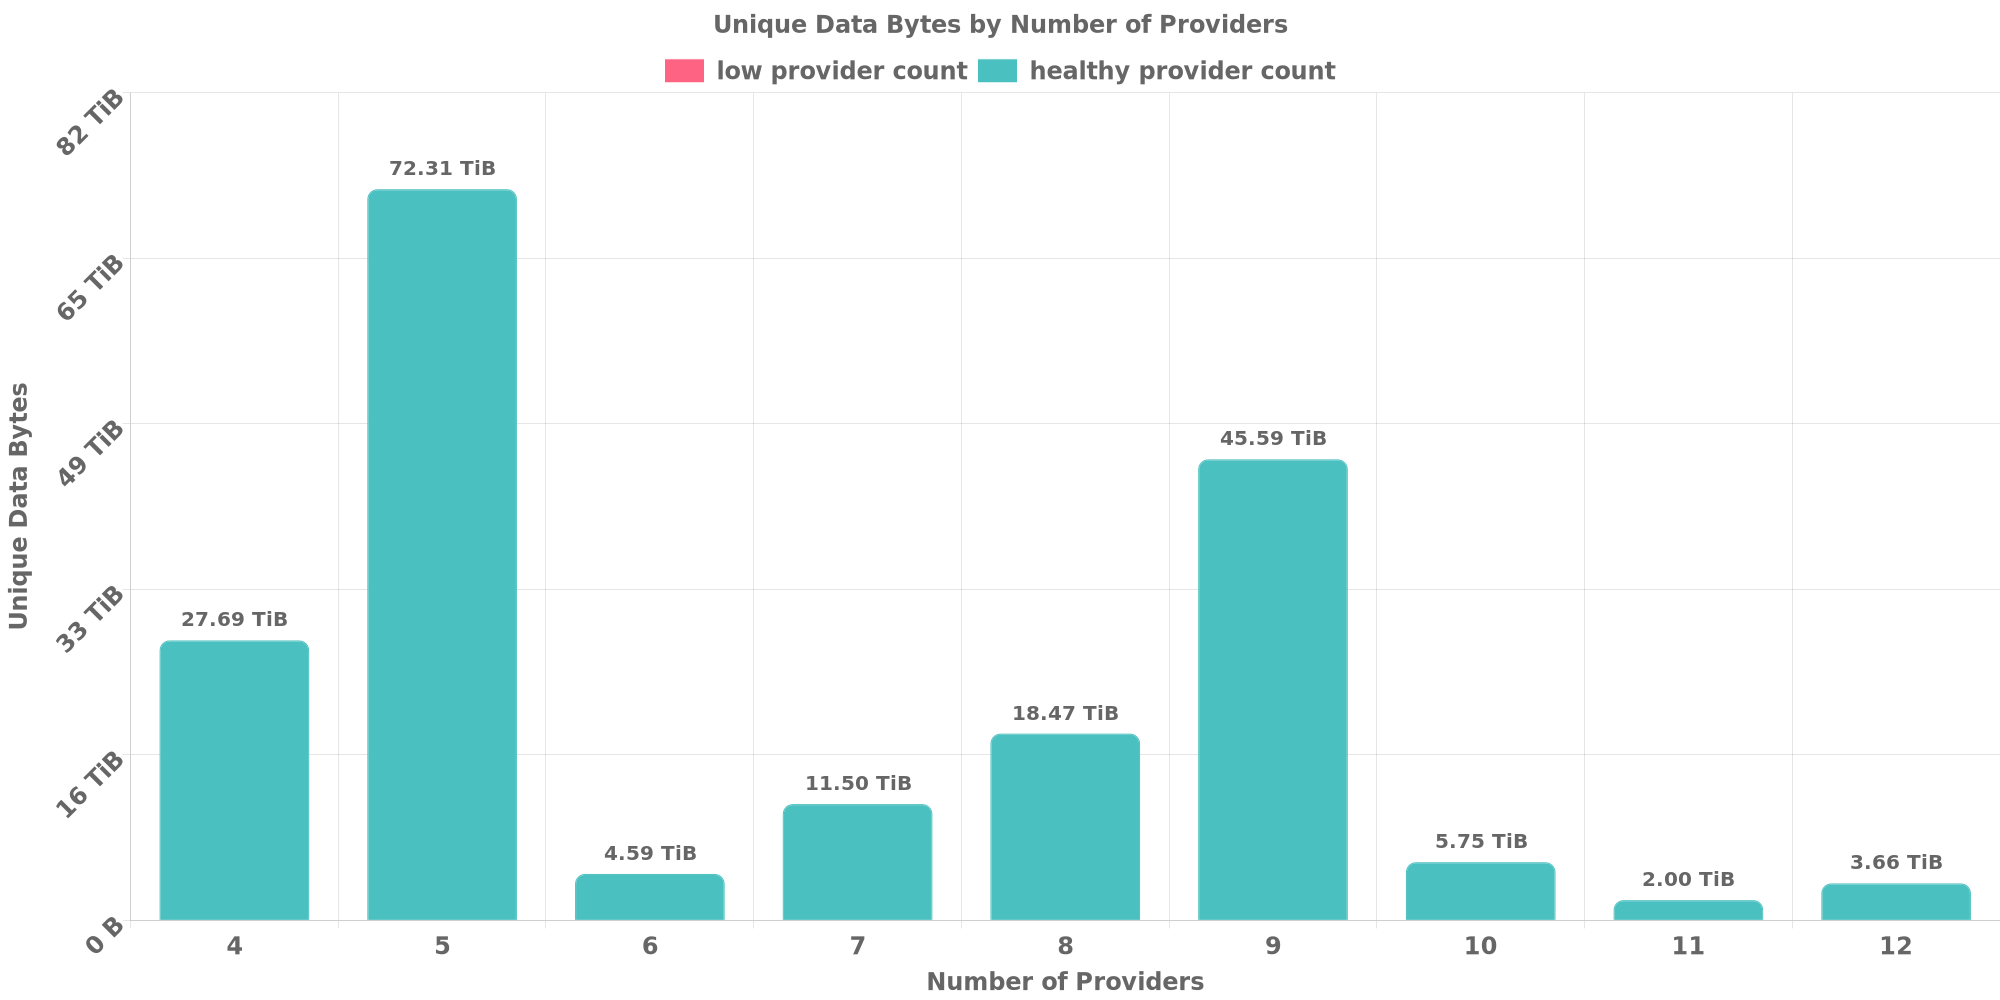 Unique Data Bytes by Number of Providers
low provider count healthy provider count
82 TiB
65 TiB
49 TiB
33 TiB
16 TiB
0 B
Unique Data Bytes
27.69 TiB
72.31 TiB
4.59 TiB
11.50 TiB
18.47 TiB
45.59 TiB
5.75 TiB
2.00 TiB
3.66 TiB
4 5 6 7 8 9 10 11 12
Number of Providers